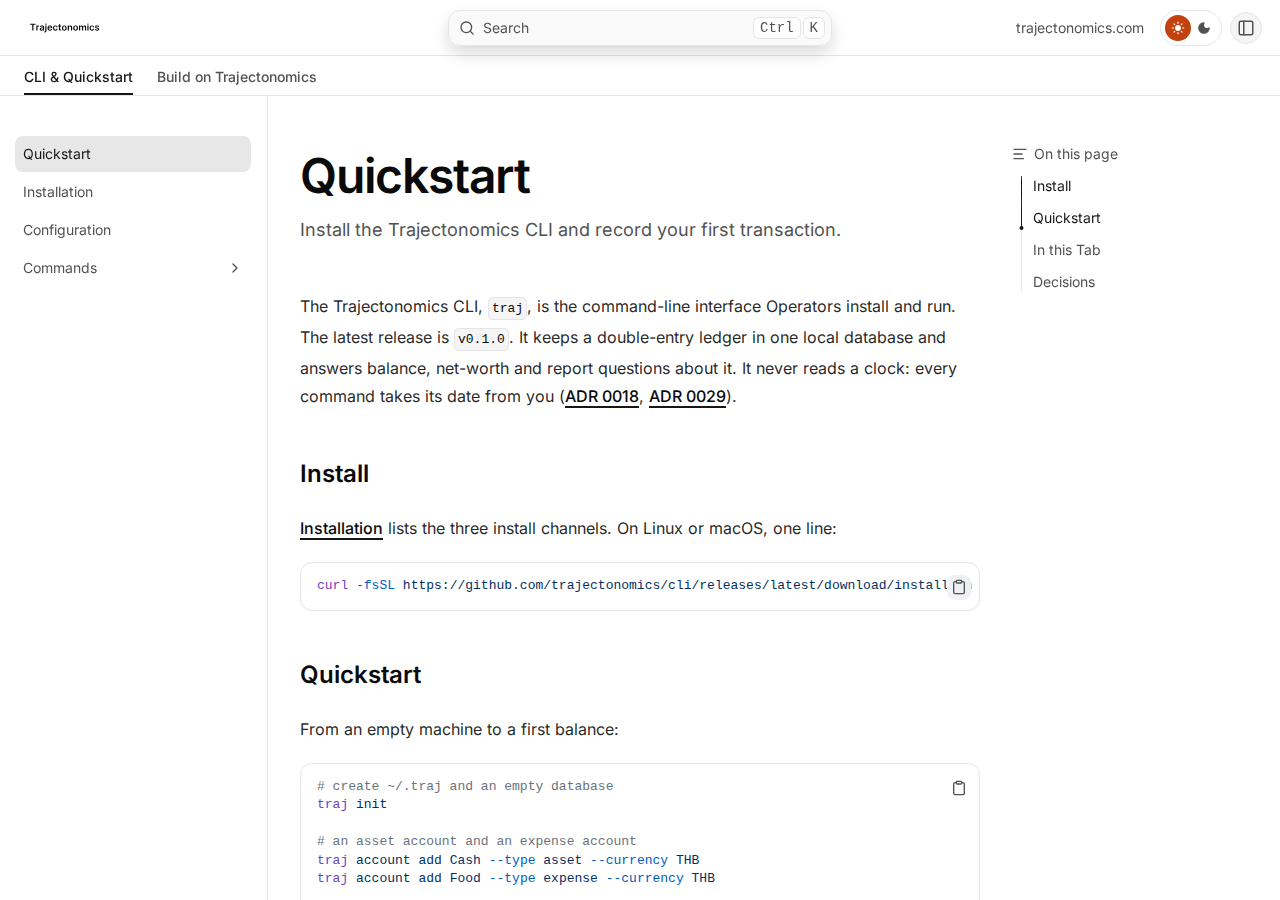 Trajectonomics
Search
Ctrl K
trajectonomics.com
CLI & Quickstart
Build on Trajectonomics
Quickstart
Installation
Configuration
Commands
Quickstart
Install the Trajectonomics CLI and record your first transaction.
The Trajectonomics CLI, traj, is the command-line interface Operators install and run.
The latest release is v0.1.0. It keeps a double-entry ledger in one local database and
answers balance, net-worth and report questions about it. It never reads a clock: every
command takes its date from you (ADR 0018, ADR 0029).
Install
Installation lists the three install channels. On Linux or macOS, one line:
curl -fsSL https://github.com/trajectonomics/cli/releases/latest/download/install
Quickstart
From an empty machine to a first balance:
# create ~/.traj and an empty database
traj init
# an asset account and an expense account
traj account add Cash --type asset --currency THB
traj account add Food --type expense --currency THB
On this page
Install
Quickstart
In this Tab
Decisions